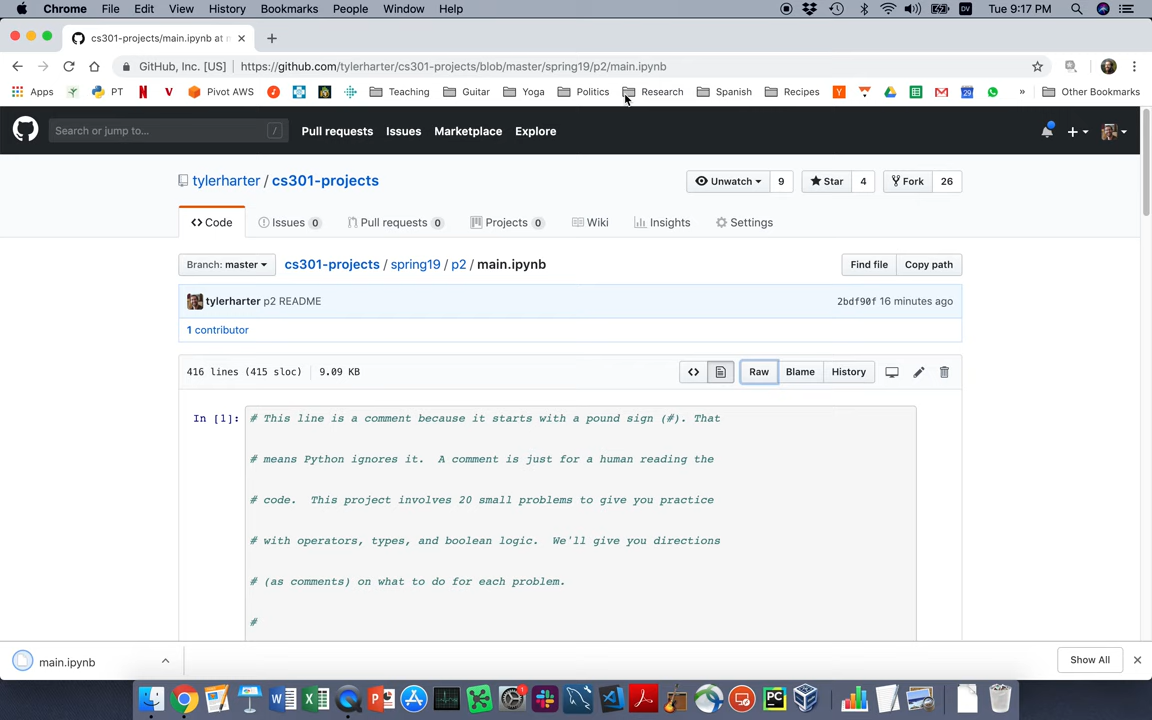 Chrome File Edit View History Bookmarks People Window Help Tue 9:17 PM
cs301-projects/main.ipynb at m
GitHub, Inc. [US] https://github.com/tylerharter/cs301-projects/blob/master/spring19/p2/main.ipynb
Apps PT Pivot AWS Teaching Guitar Yoga Politics Research Spanish Recipes » Other Bookmarks
Search or jump to... / Pull requests Issues Marketplace Explore
tylerharter / cs301-projects Unwatch 9 Star 4 Fork 26
Code Issues 0 Pull requests 0 Projects 0 Wiki Insights Settings
Branch: master cs301-projects / spring19 / p2 / main.ipynb Find file Copy path
tylerharter p2 README 2bdf90f 16 minutes ago
1 contributor
416 lines (415 sloc) 9.09 KB Raw Blame History
In [1]: # This line is a comment because it starts with a pound sign (#). That
# means Python ignores it. A comment is just for a human reading the
# code. This project involves 20 small problems to give you practice
# with operators, types, and boolean logic. We'll give you directions
# (as comments) on what to do for each problem.
#
main.ipynb Show All